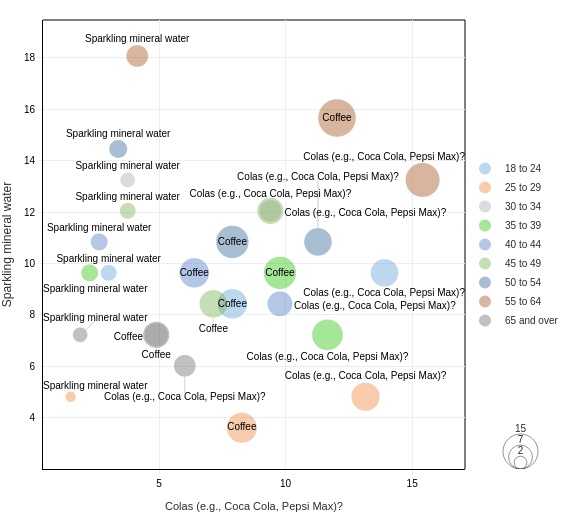 Sparkling mineral water
18
16
Coffee
Sparkling mineral water
Colas (e.g., Coca Cola, Pepsi Max)?
14
Sparkling mineral water
Colas (e.g., Coca Cola, Pepsi Max)?
Sparkling mineral water
Colas (e.g., Coca Cola, Pepsi Max)?
12
Colas (e.g., Coca Cola, Pepsi Max)?
Sparkling mineral water
Coffee
Sparkling mineral water
10
Coffee
Coffee
Sparkling mineral water
Colas (e.g., Coca Cola, Pepsi Max)?
Coffee
Colas (e.g., Coca Cola, Pepsi Max)?
8
Sparkling mineral water
Coffee
Coffee
Coffee
Colas (e.g., Coca Cola, Pepsi Max)?
6
Colas (e.g., Coca Cola, Pepsi Max)?
Sparkling mineral water
Colas (e.g., Coca Cola, Pepsi Max)?
4
Coffee
5
10
15
Colas (e.g., Coca Cola, Pepsi Max)?
Sparkling mineral water
18 to 24
25 to 29
30 to 34
35 to 39
40 to 44
45 to 49
50 to 54
55 to 64
65 and over
15
7
2